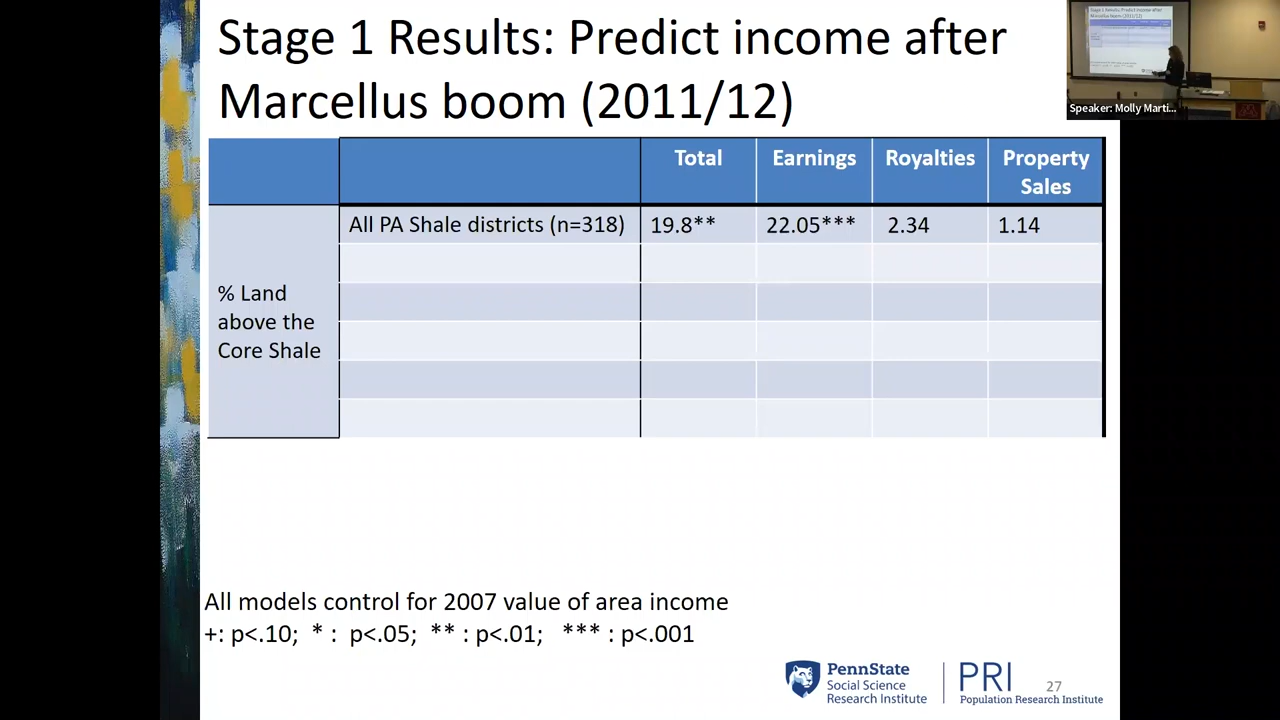 Stage 1 Results: Predict income after
Marcellus boom (2011/12)
Speaker: Molly Marti...
Total Earnings Royalties Property Sales
All PA Shale districts (n=318) 19.8** 22.05*** 2.34 1.14
% Land
above the
Core Shale
All models control for 2007 value of area income
+: p<.10; * : p<.05; ** : p<.01; *** : p<.001
PennState
Social Science
Research Institute
PRI
Population Research Institute
27